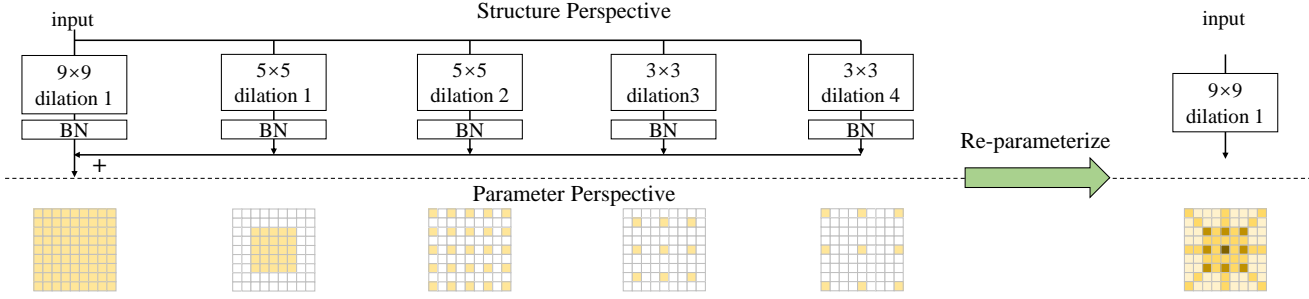 Structure Perspective
input
input
9×9
dilation 1
5×5
dilation 1
5×5
dilation 2
3×3
dilation3
3×3
dilation 4
9×9
dilation 1
BN
BN
BN
BN
BN
+
Re-parameterize
Parameter Perspective